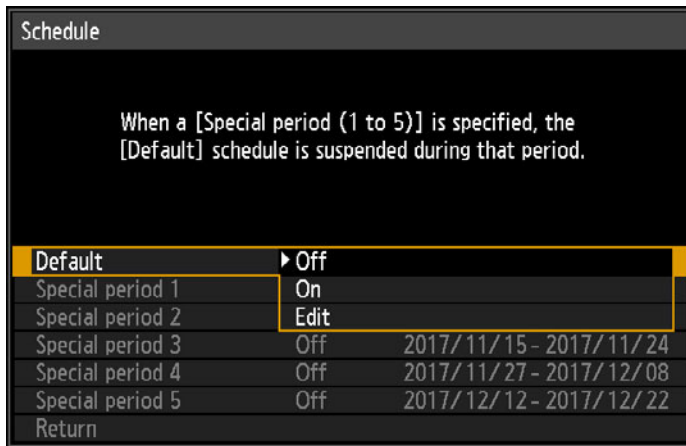 Schedule
When a [Special period (1 to 5)] is specified, the
[Default] schedule is suspended during that period.
Default Off
Special period 1 On
Special period 2 Edit
Special period 3 Off 2017/11/15-2017/11/24
Special period 4 Off 2017/11/27-2017/12/08
Special period 5 Off 2017/12/12-2017/12/22
Return